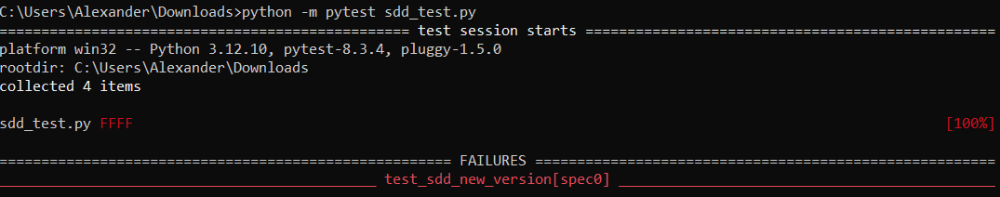 C:\Users\Alexander\Downloads>python -m pytest sdd_test.py
================================================= test session starts =================================================
platform win32 -- Python 3.12.10, pytest-8.3.4, pluggy-1.5.0
rootdir: C:\Users\Alexander\Downloads
collected 4 items
sdd_test.py FFFF [100%]
====================================================== FAILURES =======================================================
_____________________________________________ test_sdd_new_version[spec0] _____________________________________________